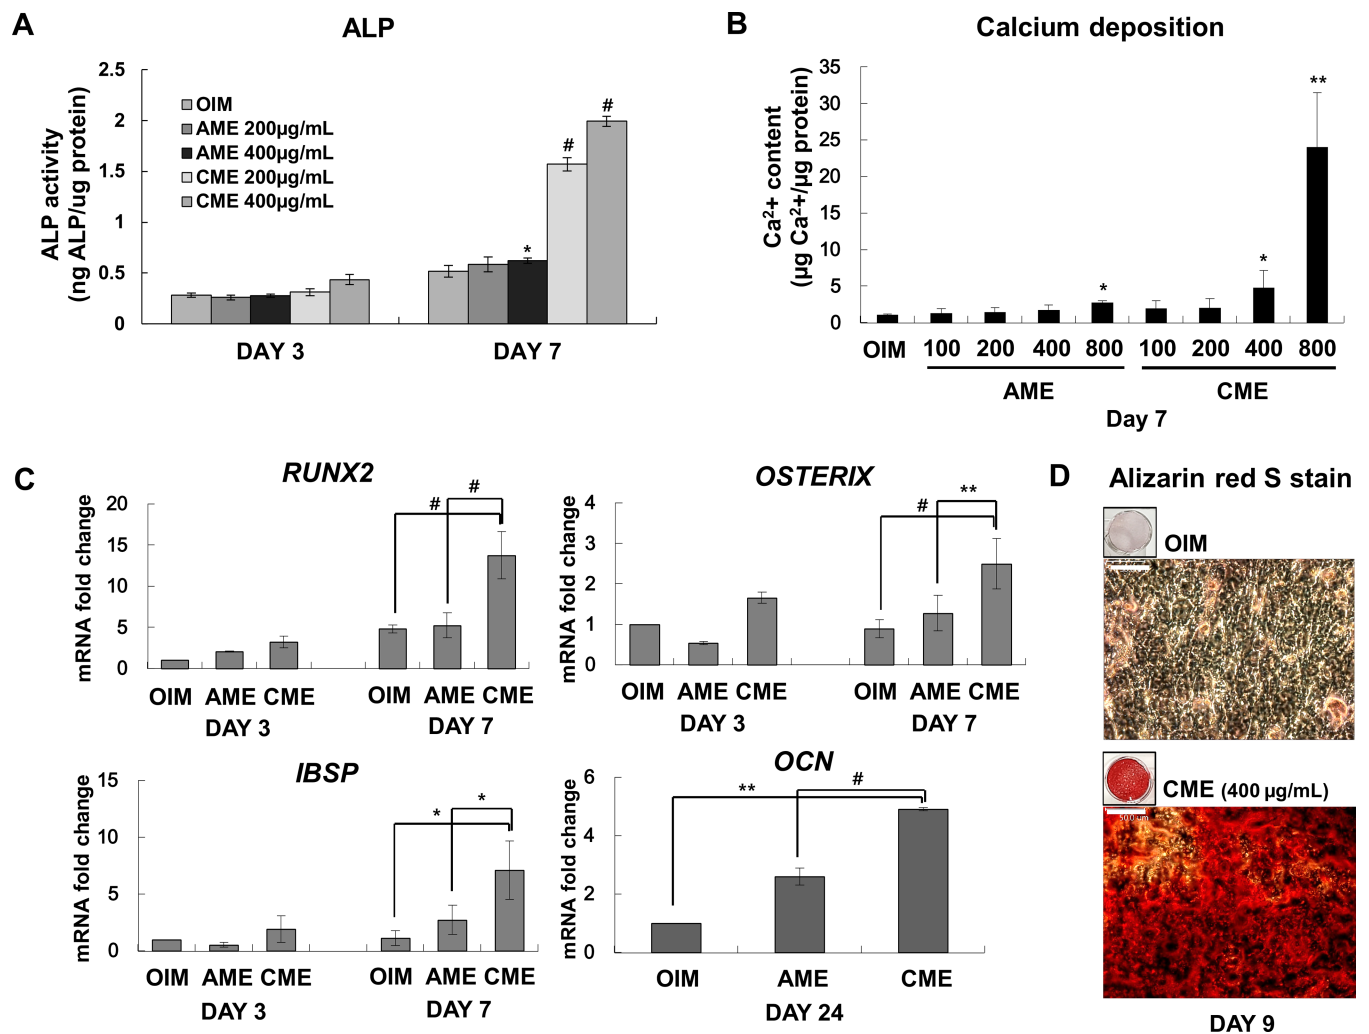 A
ALP
ALP activity
(ng ALP/ug protein)
2.5
2
1.5
1
0.5
0
OIM
AME 200µg/mL
AME 400µg/mL
CME 200µg/mL
CME 400µg/mL
*
#
#
DAY 3
DAY 7
B
Calcium deposition
Ca²+ content
(µg Ca²+/µg protein)
35
30
25
20
15
10
5
0
*
*
**
OIM
100 200 400 800 100 200 400 800
AME
CME
Day 7
C
RUNX2
mRNA fold change
20
15
10
5
0
#
#
OIM AME CME
OIM AME CME
DAY 3
DAY 7
OSTERIX
mRNA fold change
4
3
2
1
0
#
**
OIM AME CME
OIM AME CME
DAY 3
DAY 7
IBSP
mRNA fold change
15
10
5
0
*
*
OIM AME CME
OIM AME CME
DAY 3
DAY 7
OCN
mRNA fold change
6
4
2
0
**
#
OIM
AME
CME
DAY 24
D
Alizarin red S stain
OIM
CME (400 µg/mL)
DAY 9